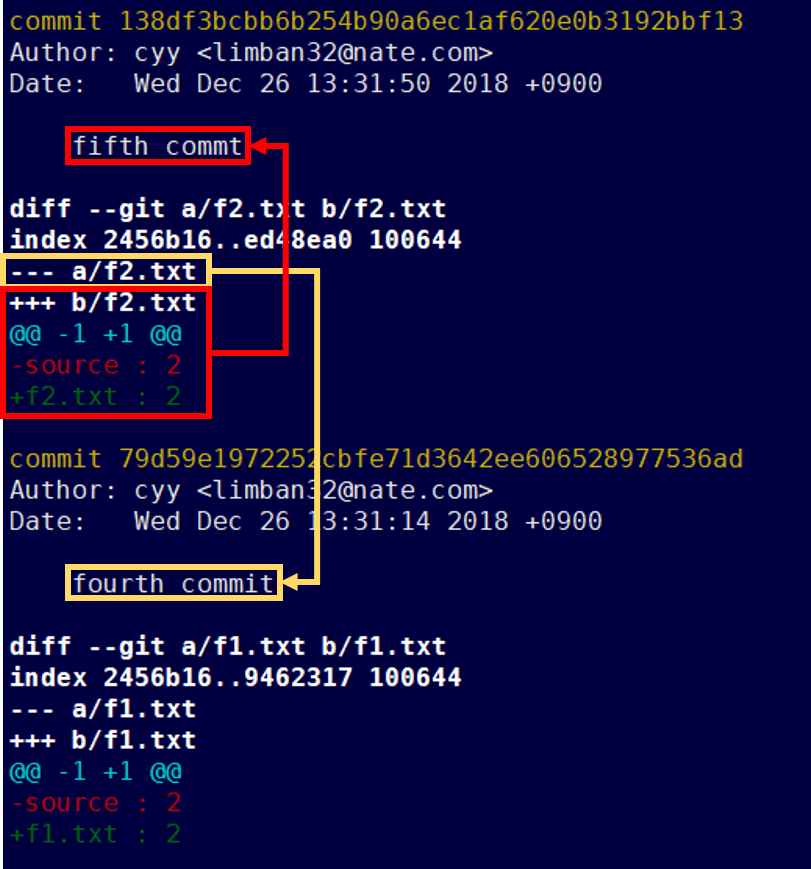 commit 138df3bcbb6b254b90a6ec1af620e0b3192bbf13
Author: cyy <limban32@nate.com>
Date:   Wed Dec 26 13:31:50 2018 +0900
fifth commt
diff --git a/f2.txt b/f2.txt
index 2456b16..ed48ea0 100644
--- a/f2.txt
+++ b/f2.txt
@@ -1 +1 @@
-source : 2
+f2.txt : 2
commit 79d59e1972252cbfe71d3642ee606528977536ad
Author: cyy <limban32@nate.com>
Date:   Wed Dec 26 13:31:14 2018 +0900
fourth commit
diff --git a/f1.txt b/f1.txt
index 2456b16..9462317 100644
--- a/f1.txt
+++ b/f1.txt
@@ -1 +1 @@
-source : 2
+f1.txt : 2